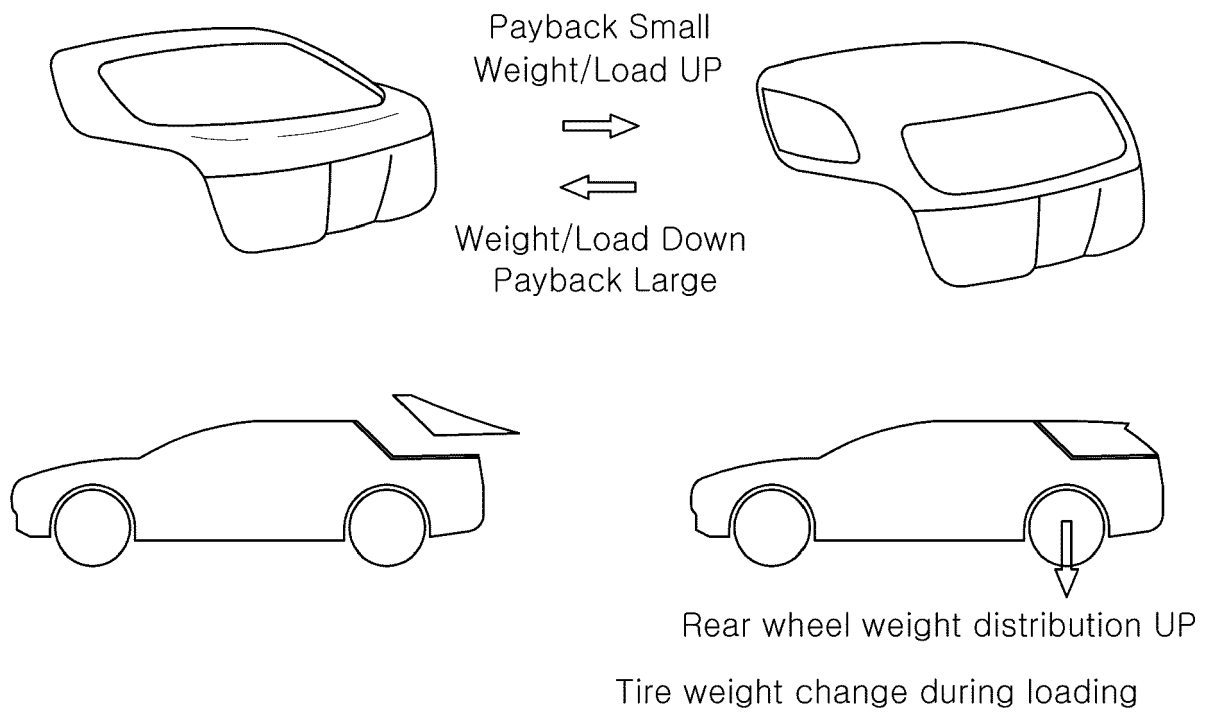 Payback Small
Weight/Load UP
Weight/Load Down
Payback Large
Rear wheel weight distribution UP
Tire weight change during loading